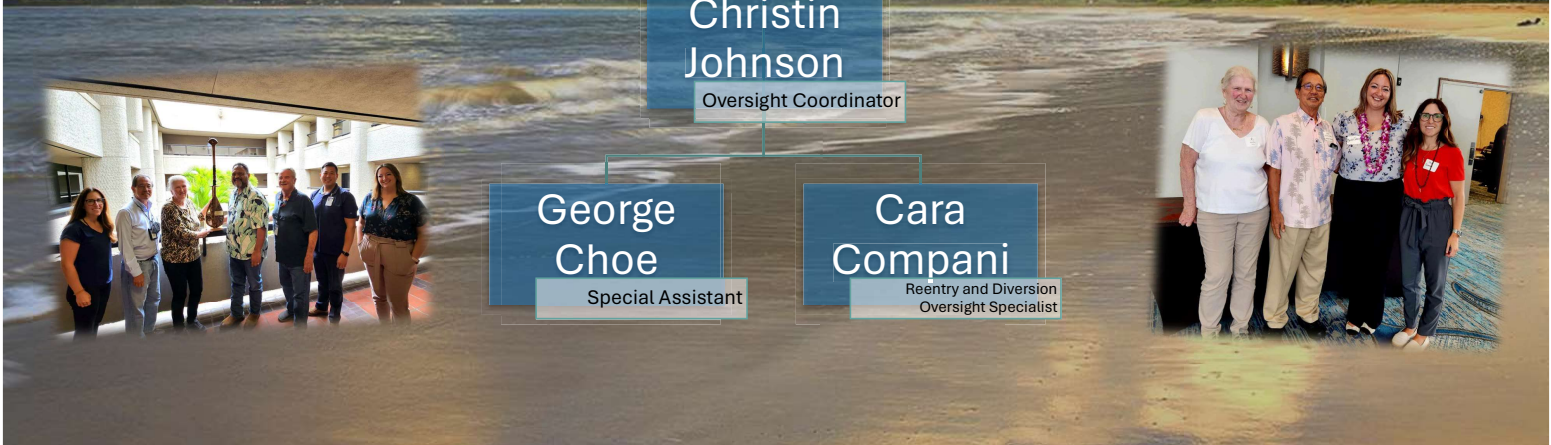 Christin
Johnson
Oversight Coordinator
George
Choe
Special Assistant
Cara
Compani
Reentry and Diversion
Oversight Specialist